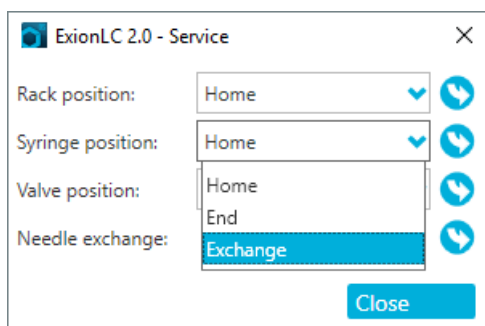 ExionLC 2.0 - Service
Rack position: Home
Syringe position: Home
Home
Valve position:
End
Needle exchange:
Exchange
Close